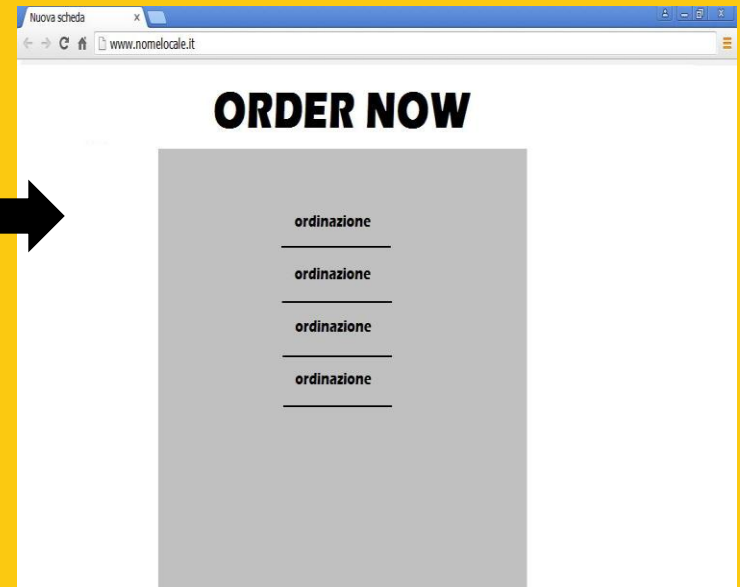 Nuova scheda
www.nomelocale.it
ORDER NOW
ordinazione
ordinazione
ordinazione
ordinazione